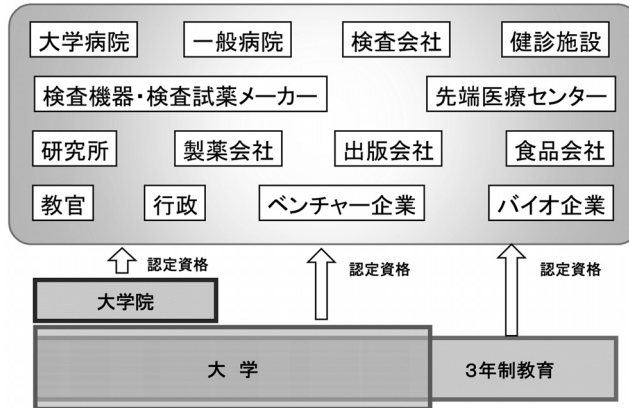 大学病院 一般病院 検査会社 健診施設
検査機器・検査試薬メーカー 先端医療センター
研究所 製薬会社 出版会社 食品会社
教官 行政 ベンチャー企業 バイオ企業
認定資格 認定資格 認定資格
大学院
大 学 3年制教育